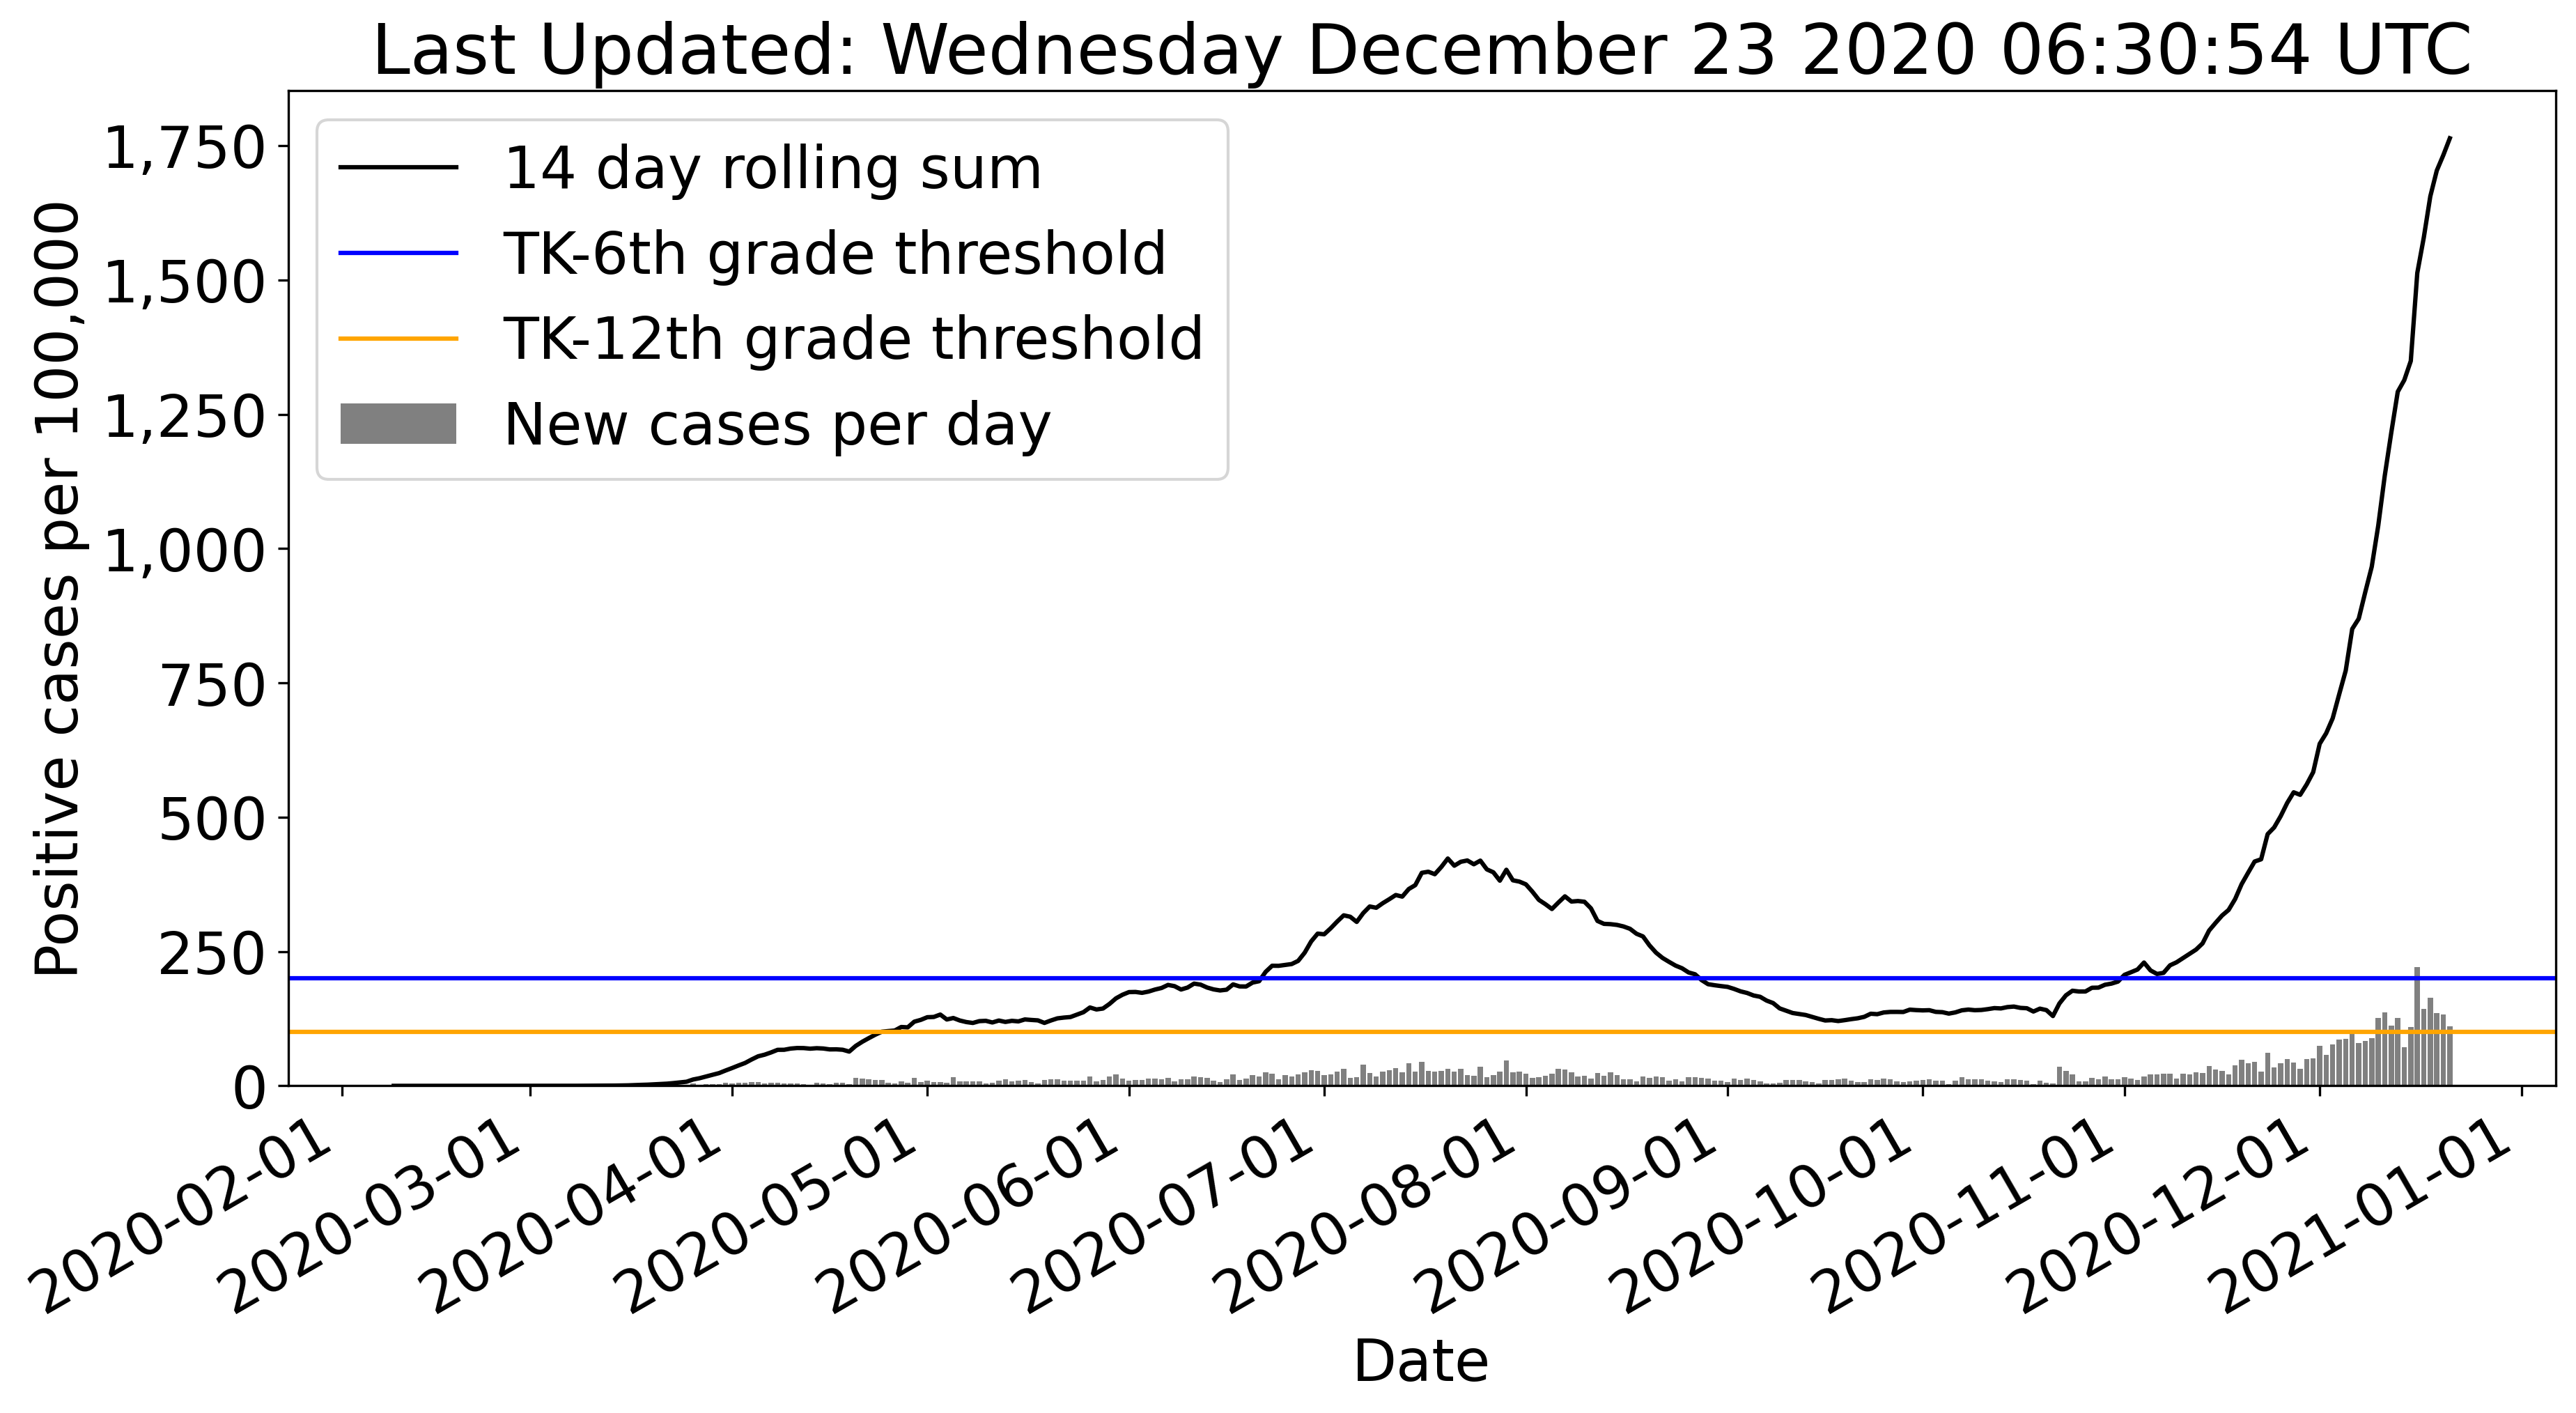 Last Updated: Wednesday December 23 2020 06:30:54 UTC
14 day rolling sum
TK-6th grade threshold
TK-12th grade threshold
New cases per day
Positive cases per 100,000
1,750
1,500
1,250
1,000
750
500
250
0
2020-02-01
2020-03-01
2020-04-01
2020-05-01
2020-06-01
2020-07-01
2020-08-01
2020-09-01
2020-10-01
2020-11-01
2020-12-01
2021-01-01
Date